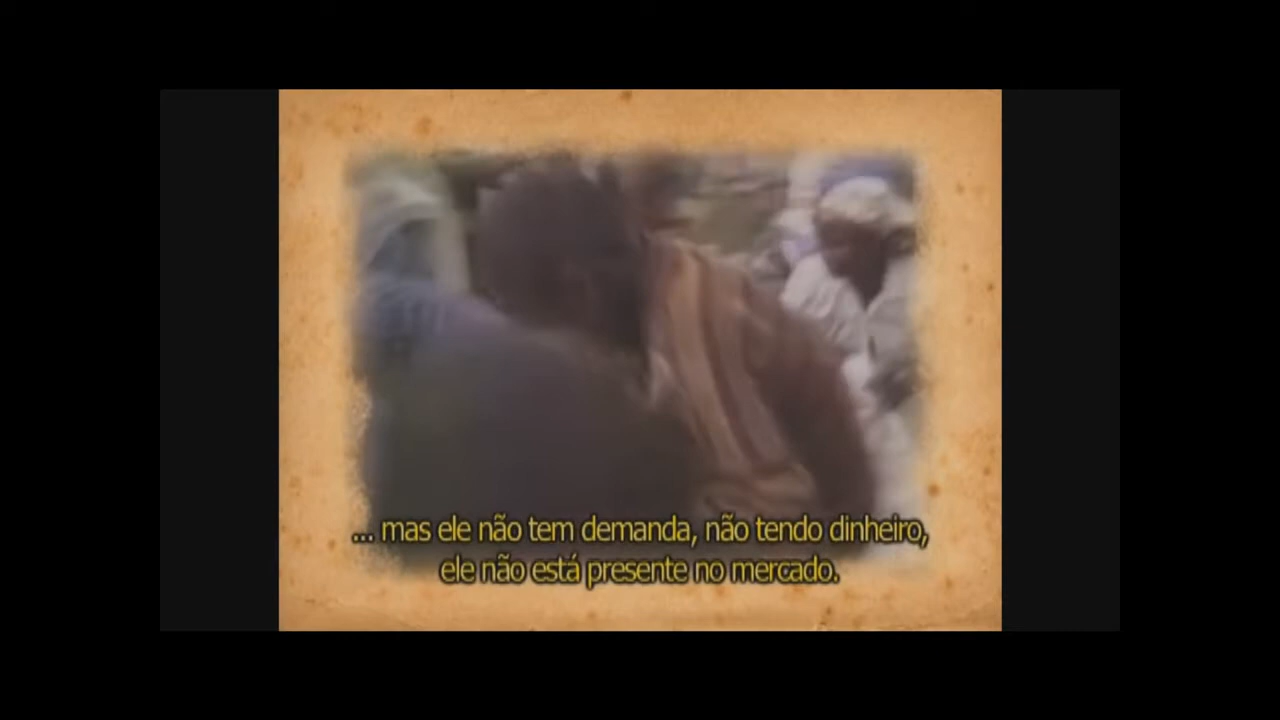 ... mas ele não tem demanda, não tendo dinheiro,
ele não está presente no mercado.